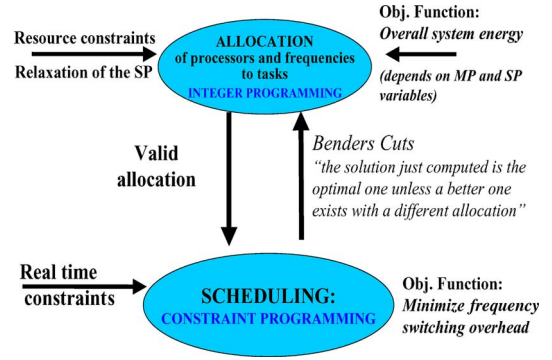 Resource constraints
Relaxation of the SP
ALLOCATION
of processors and frequencies
to tasks
INTEGER PROGRAMMING
Obj. Function:
Overall system energy
(depends on MP and SP
variables)
Valid
allocation
Benders Cuts
“the solution just computed is the
optimal one unless a better one
exists with a different allocation”
Real time
constraints
SCHEDULING:
CONSTRAINT PROGRAMMING
Obj. Function:
Minimize frequency
switching overhead